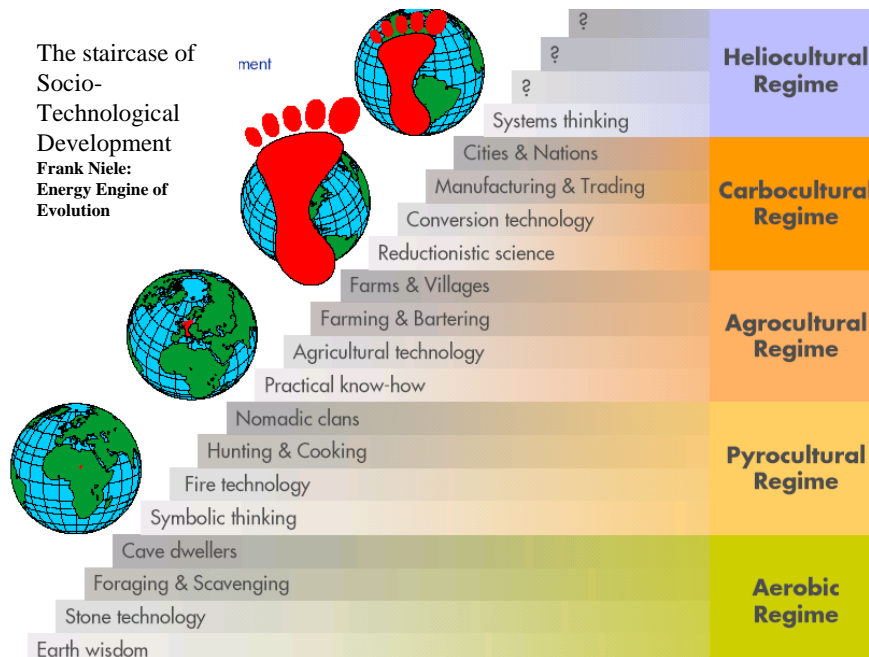 The staircase of
Socio-
Technological
Development
Frank Niele:
Energy Engine of
Evolution
ment
?
?
?
Systems thinking
Heliocultural
Regime
Cities & Nations
Manufacturing & Trading
Conversion technology
Reductionistic science
Carbocultural
Regime
Farms & Villages
Farming & Bartering
Agricultural technology
Practical know-how
Agrocultural
Regime
Nomadic clans
Hunting & Cooking
Fire technology
Symbolic thinking
Pyrocultural
Regime
Cave dwellers
Foraging & Scavenging
Stone technology
Earth wisdom
Aerobic
Regime